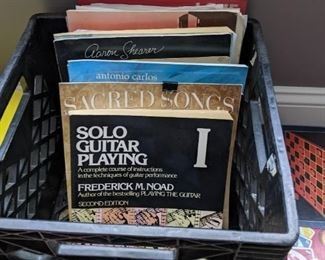 Aaron Shearer
antonio carlos
SACRED SONGS
SOLO
GUITAR
PLAYING
I
A complete course of instructions
in the techniques of guitar performance
FREDERICK M. NOAD
Author of the bestselling PLAYING THE GUITAR
SECOND EDITION